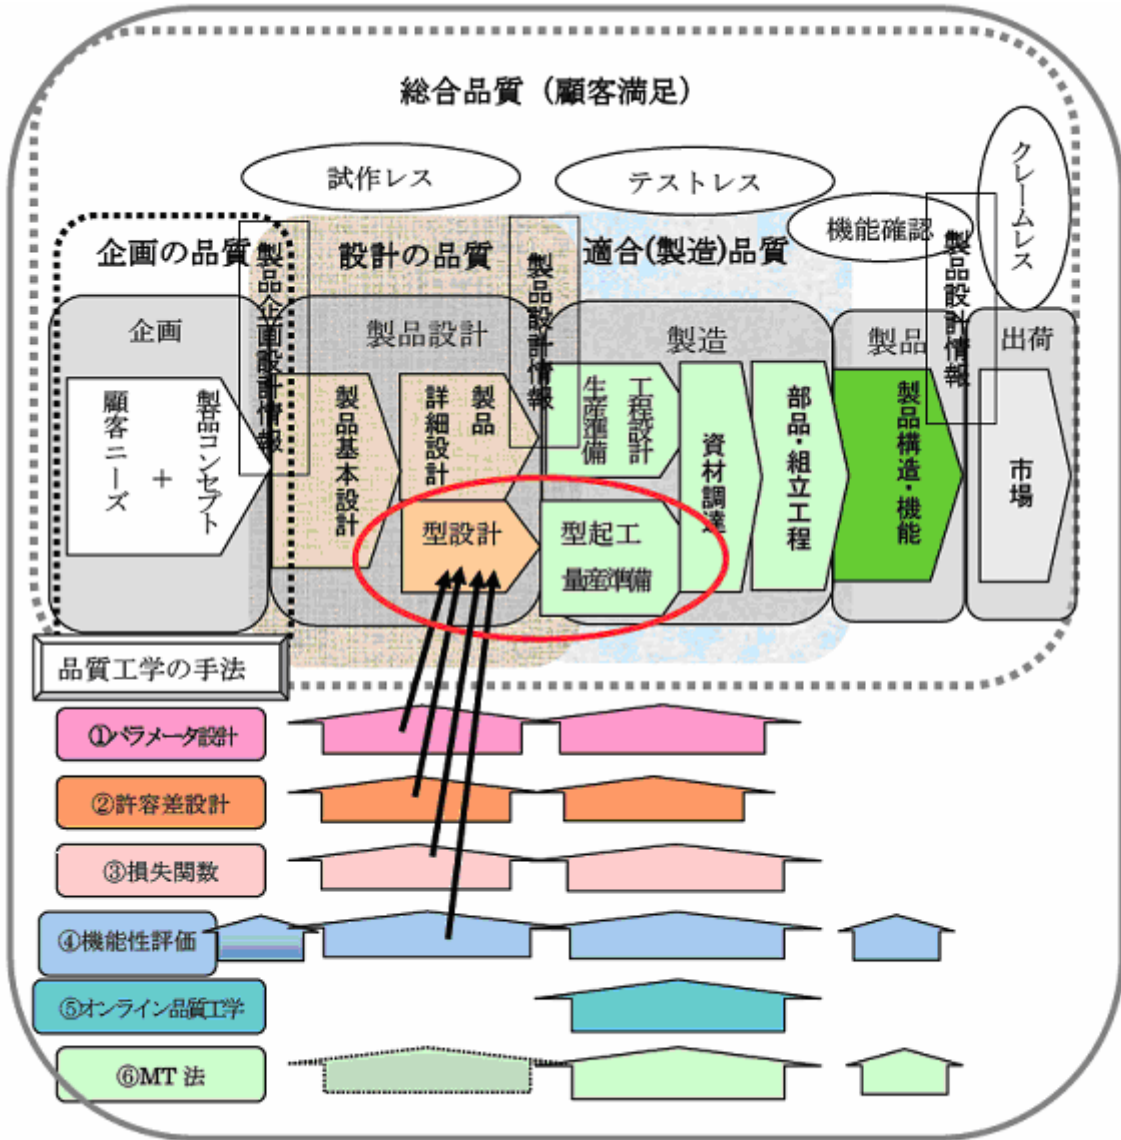 総合品質（顧客満足）
試作レス
テストレス
機能確認
クレームレス
企画の品質
設計の品質
適合(製造)品質
製品企画設計情報
製品設計情報
製品設計情報
企画
製品設計
製造
製品
出荷
顧客ニーズ
＋
製品コンセプト
製品基本設計
製品
詳細設計
型設計
工程設計
生産準備
型起工
量産準備
資材調達
部品・組立工程
製品構造・機能
市場
品質工学の手法
①パラメータ設計
②許容差設計
③損失関数
④機能性評価
⑤オンライン品質工学
⑥MT 法